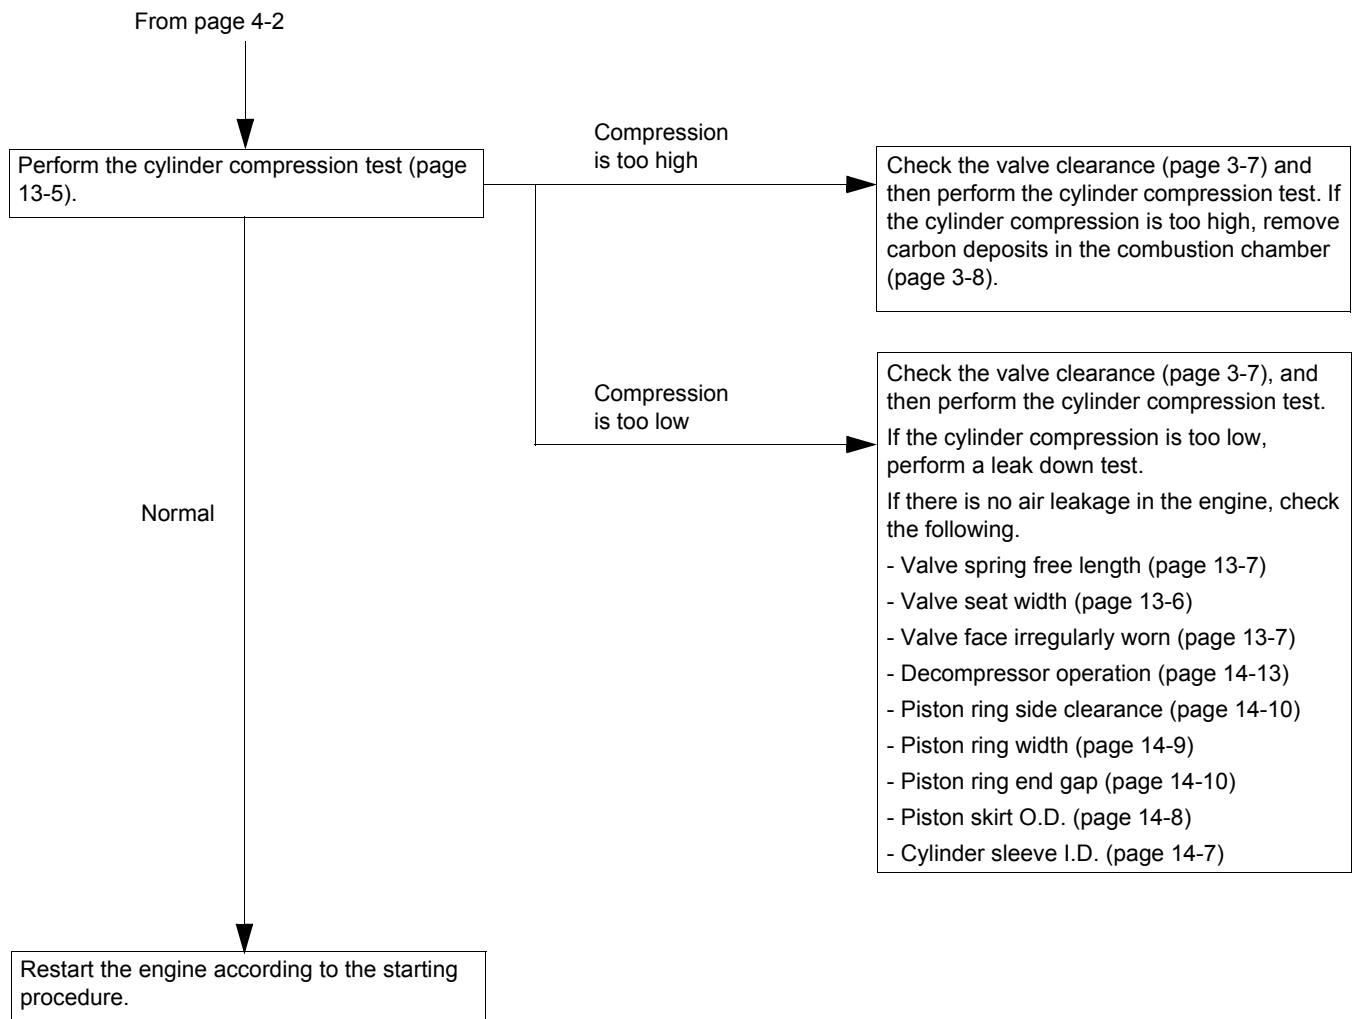 From page 4-2
Perform the cylinder compression test (page
13-5).
Compression
is too high
Check the valve clearance (page 3-7) and
then perform the cylinder compression test. If
the cylinder compression is too high, remove
carbon deposits in the combustion chamber
(page 3-8).
Compression
is too low
Check the valve clearance (page 3-7), and
then perform the cylinder compression test.
If the cylinder compression is too low,
perform a leak down test.
If there is no air leakage in the engine, check
the following.
- Valve spring free length (page 13-7)
- Valve seat width (page 13-6)
- Valve face irregularly worn (page 13-7)
- Decompressor operation (page 14-13)
- Piston ring side clearance (page 14-10)
- Piston ring width (page 14-9)
- Piston ring end gap (page 14-10)
- Piston skirt O.D. (page 14-8)
- Cylinder sleeve I.D. (page 14-7)
Normal
Restart the engine according to the starting
procedure.